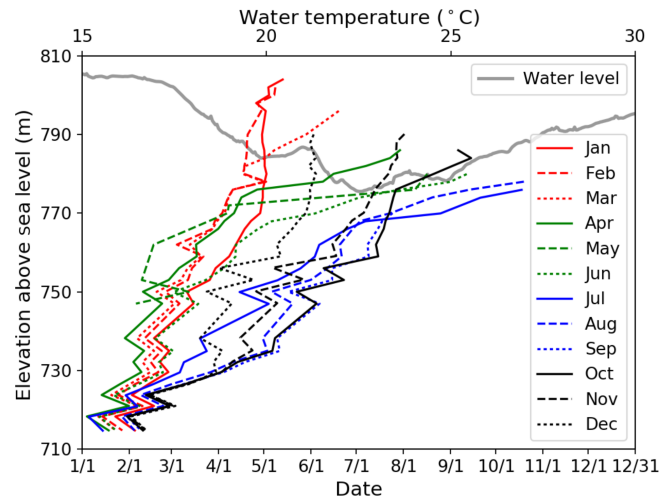 Water temperature (°C)
15 20 25 30
810
790
770
750
730
710
Elevation above sea level (m)
Water level
Jan
Feb
Mar
Apr
May
Jun
Jul
Aug
Sep
Oct
Nov
Dec
1/1 2/1 3/1 4/1 5/1 6/1 7/1 8/1 9/1 10/1 11/1 12/1 12/31
Date